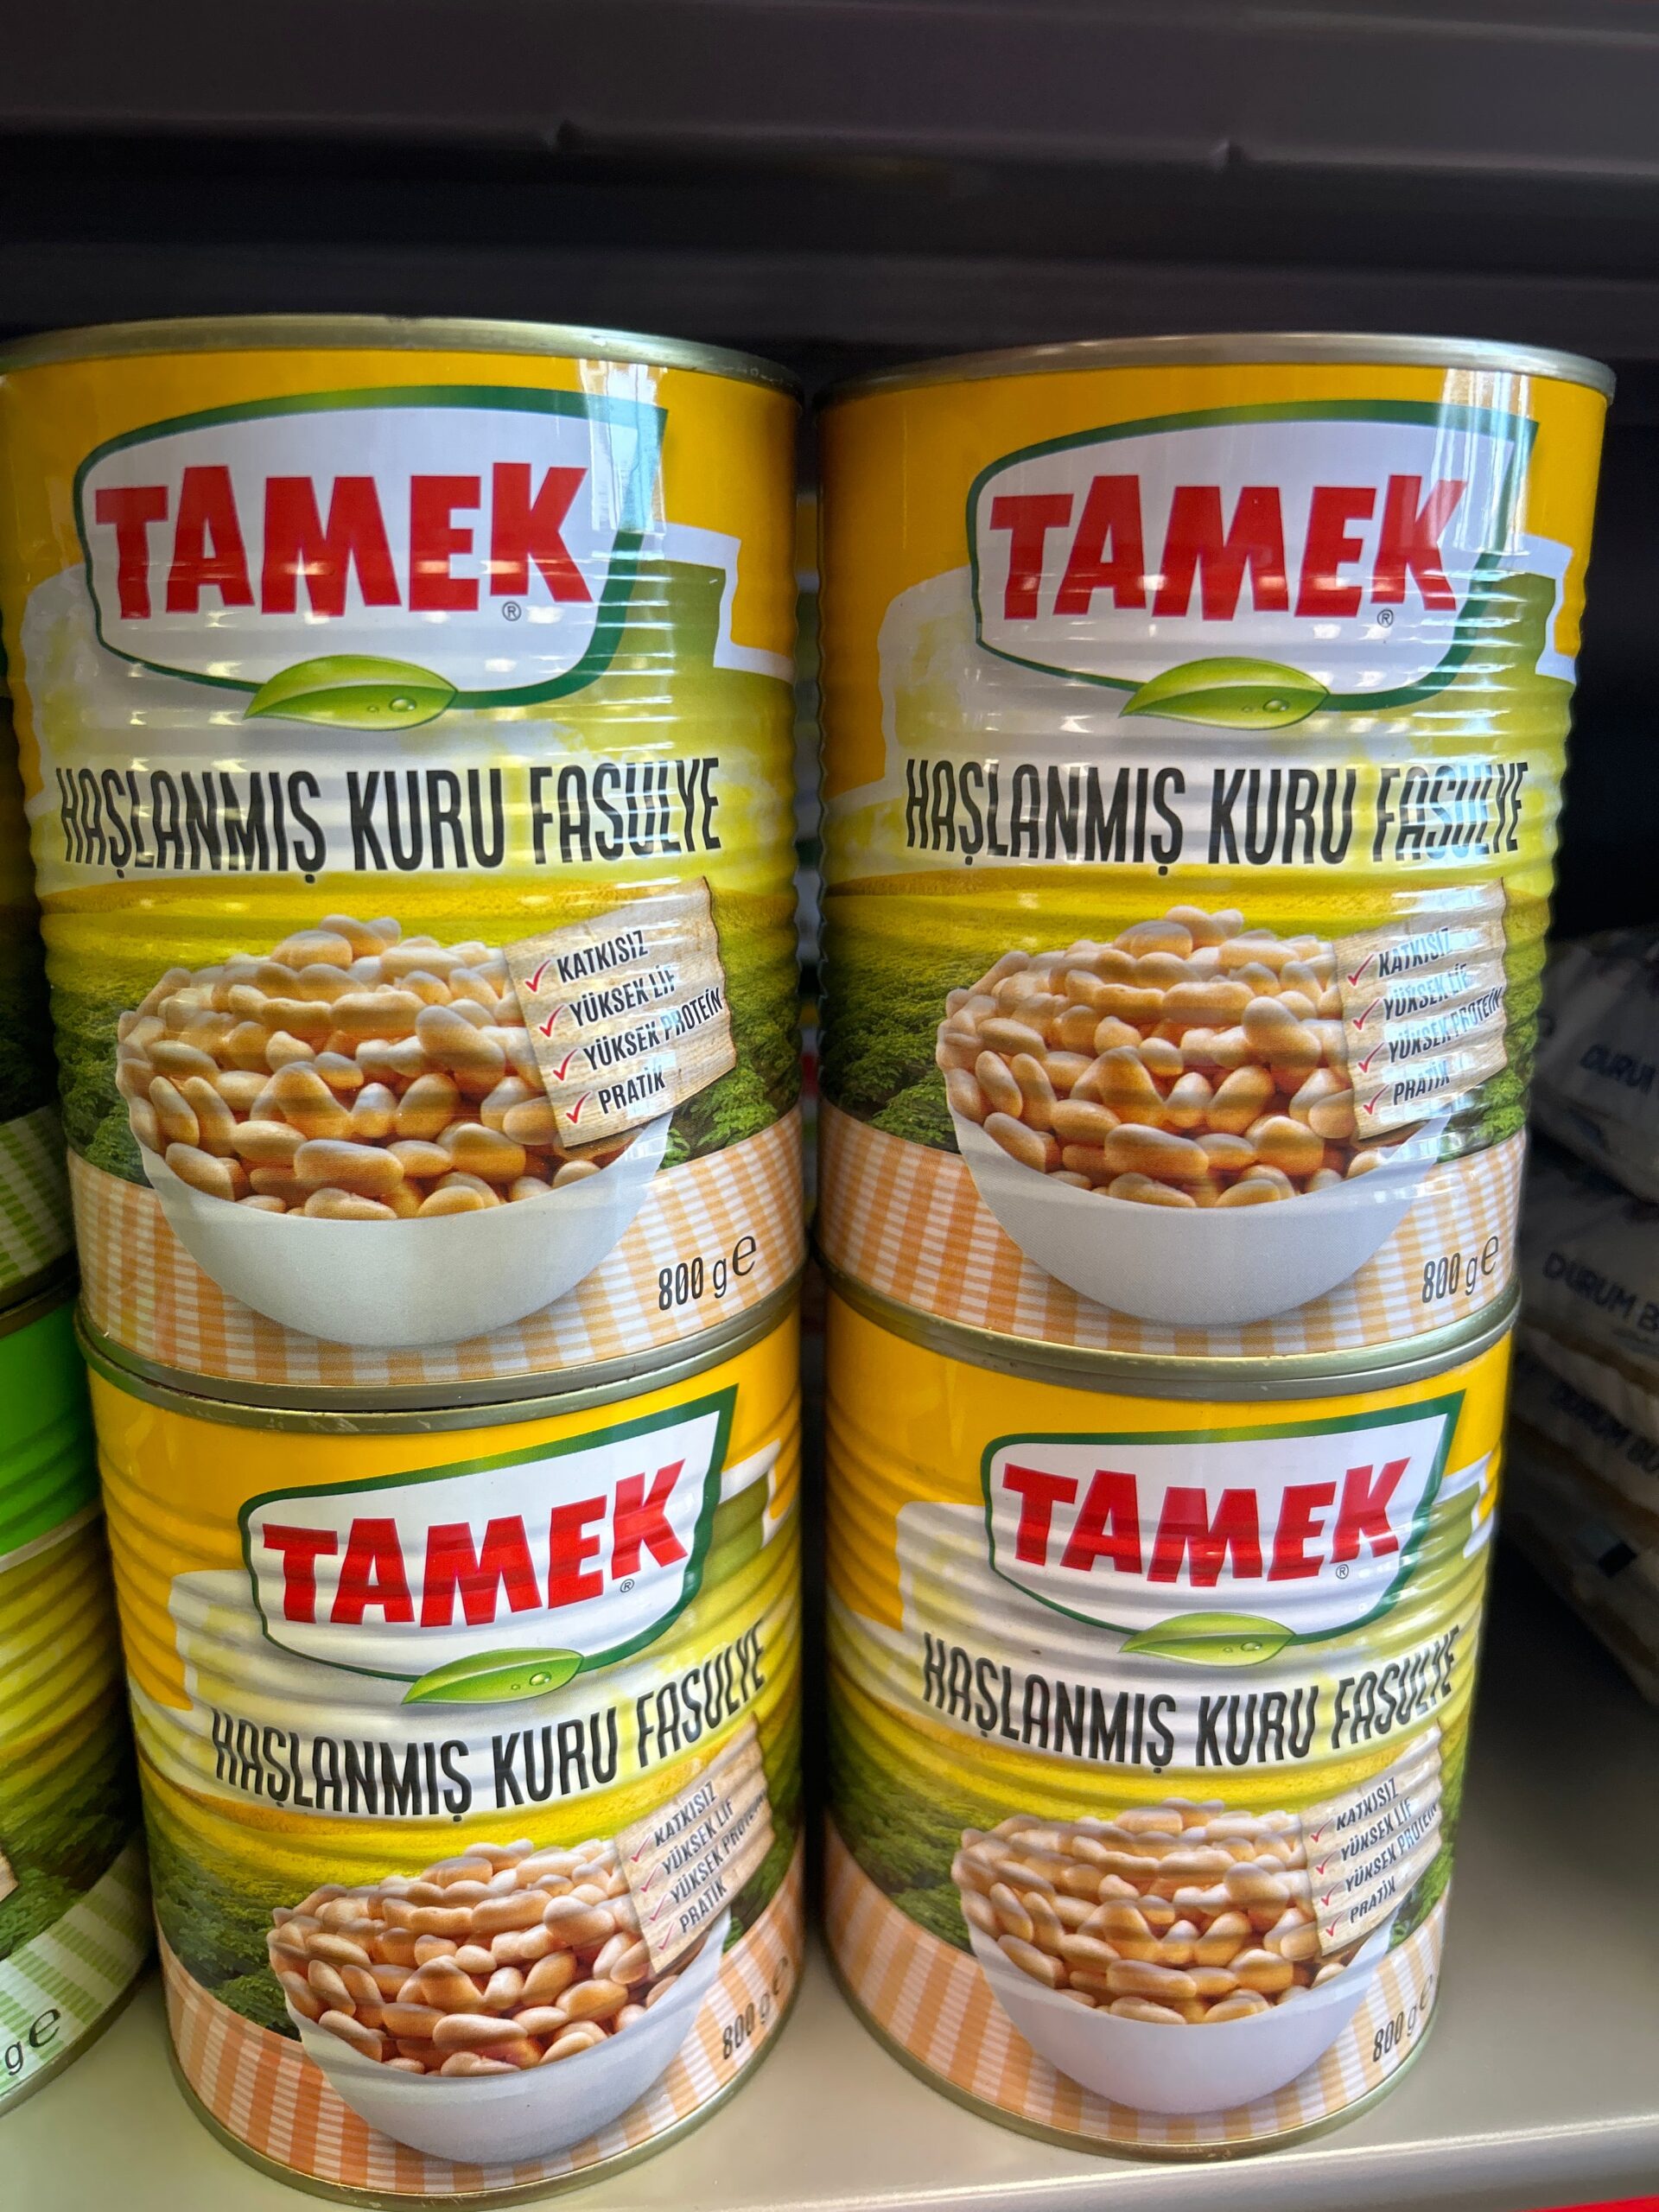 TAMEK
®
HAŞLANMIŞ KURU FASULYE
KATKISIZ
YÜKSEK LİF
YÜKSEK PROTEİN
PRATİK
800 g e
TAMEK
®
HAŞLANMIŞ KURU FASULYE
KATKISIZ
YÜKSEK LİF
YÜKSEK PROTEİN
PRATİK
800 g e
TAMEK
®
HAŞLANMIŞ KURU FASULYE
KATKISIZ
YÜKSEK LİF
YÜKSEK PROTEİN
PRATİK
800 g e
TAMEK
®
HAŞLANMIŞ KURU FASULYE
KATKISIZ
YÜKSEK LİF
YÜKSEK PROTEİN
PRATİK
800 g e
g e
DURUM
DURUM